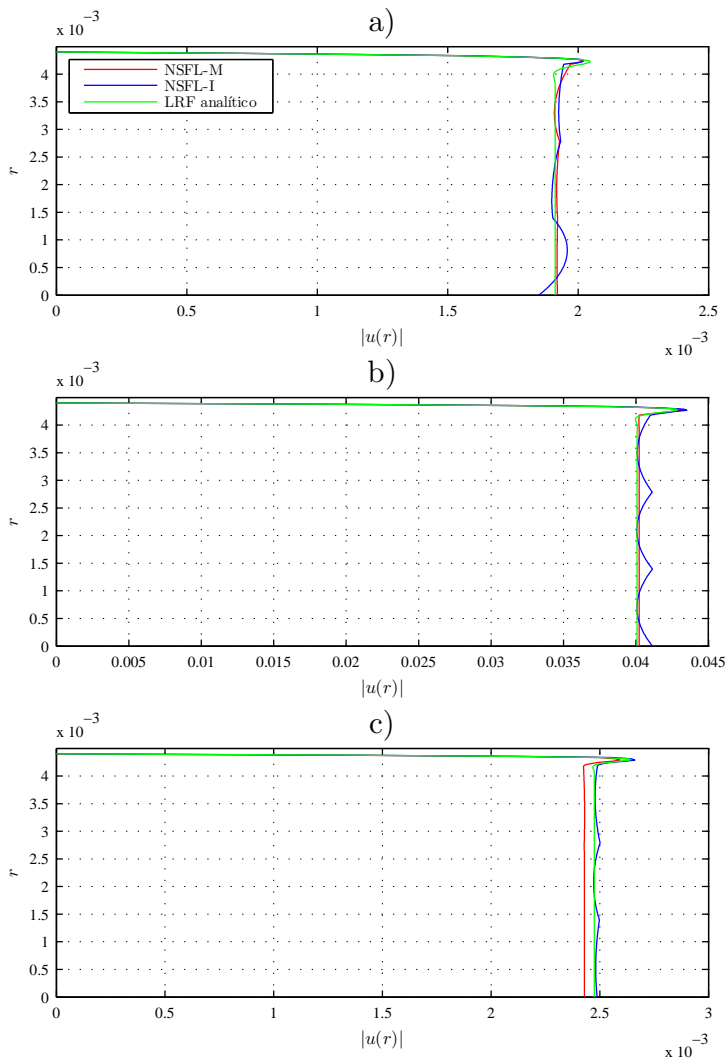 a)
x 10⁻³
4
3.5
3
2.5
2
1.5
1
0.5
0
r
NSFL-M
NSFL-I
LRF analítico
0 0.5 1 1.5 2 2.5
|u(r)|
x 10⁻³
b)
x 10⁻³
4
3.5
3
2.5
2
1.5
1
0.5
0
r
0 0.005 0.01 0.015 0.02 0.025 0.03 0.035 0.04 0.045
|u(r)|
c)
x 10⁻³
4
3.5
3
2.5
2
1.5
1
0.5
0
r
0 0.5 1 1.5 2 2.5 3
|u(r)|
x 10⁻³